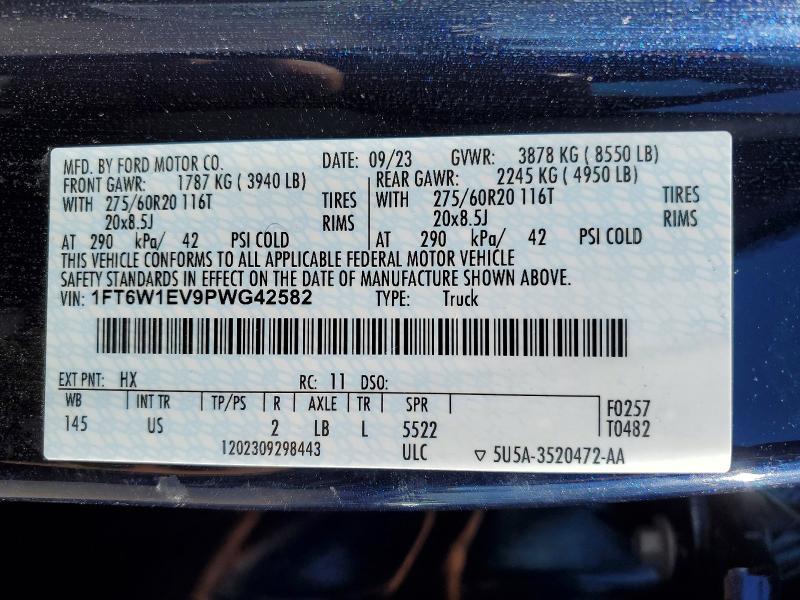 MFD. BY FORD MOTOR CO. DATE: 09/23 GVWR: 3878 KG ( 8550 LB)
FRONT GAWR: 1787 KG ( 3940 LB) REAR GAWR: 2245 KG ( 4950 LB)
WITH 275/60R20 116T TIRES WITH 275/60R20 116T TIRES
20x8.5J RIMS 20x8.5J RIMS
AT 290 kPa/ 42 PSI COLD AT 290 kPa/ 42 PSI COLD
THIS VEHICLE CONFORMS TO ALL APPLICABLE FEDERAL MOTOR VEHICLE
SAFETY STANDARDS IN EFFECT ON THE DATE OF MANUFACTURE SHOWN ABOVE.
VIN: 1FT6W1EV9PWG42582 TYPE: Truck
EXT PNT: HX RC: 11 DSO:
WB INT TR TP/PS R AXLE TR SPR F0257
145 US 2 LB L 5522 T0482
1202309298443 ULC ▽ 5U5A-3520472-AA